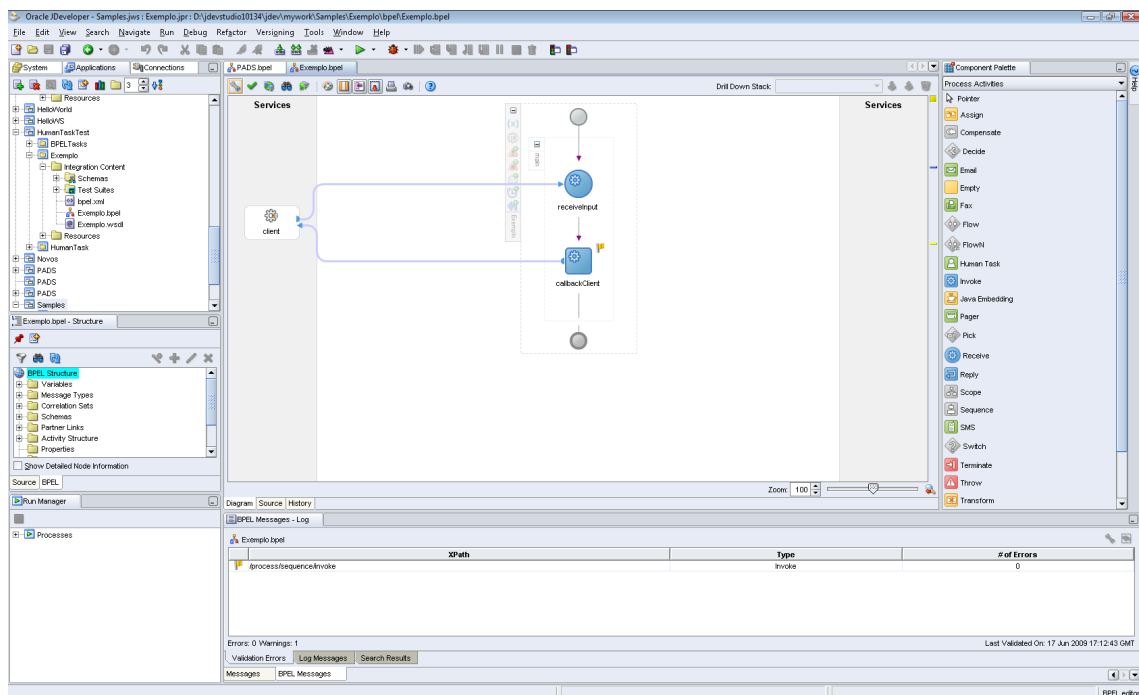 Oracle JDeveloper - Samples.jws : Exemplo.jpr : D:\jdevstudio10134\jdev\mywork\Samples\Exemplo\bpel\Exemplo.bpel
File Edit View Search Navigate Run Debug Refactor Versioning Tools Window Help
System Applications Connections
3
Resources
HelloWorld
HelloWS
HumanTaskTest
BPELTasks
Exemplo
Integration Content
Schemas
Test Suites
bpel.xml
Exemplo.bpel
Exemplo.wsdl
Resources
HumanTask
Novos
PADS
PADS
PADS
Samples
Exemplo.bpel - Structure
BPEL Structure
Variables
Message Types
Correlation Sets
Schemas
Partner Links
Activity Structure
Properties
Show Detailed Node Information
Source BPEL
Run Manager
Processes
PADS.bpel Exemplo.bpel
Drill Down Stack:
Services
Services
main
Exemplo
receiveInput
client
callbackClient
Zoom: 100
Diagram Source History
BPEL Messages - Log
Exemplo.bpel
XPath Type # of Errors
/process/sequence/invoke Invoke 0
Errors: 0 Warnings: 1
Last Validated On: 17 Jun 2009 17:12:43 GMT
Validation Errors Log Messages Search Results
Messages BPEL Messages
BPEL editor
Component Palette
Process Activities
Pointer
Assign
Compensate
Decide
Email
Empty
Fax
Flow
FlowN
Human Task
Invoke
Java Embedding
Pager
Pick
Receive
Reply
Scope
Sequence
SMS
Switch
Terminate
Throw
Transform
Help